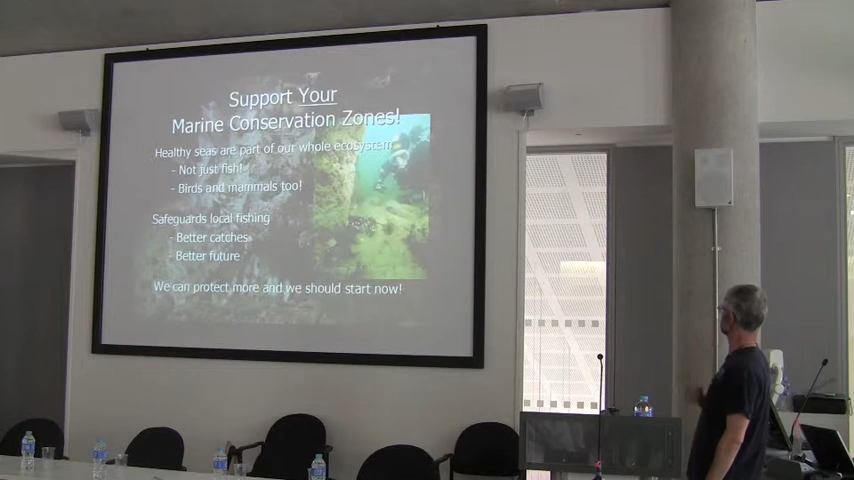 Support Your
Marine Conservation Zones!
Healthy seas are part of our whole ecosystem
- Not just fish!
- Birds and mammals too!
Safeguards local fishing
- Better catches
- Better future
We can protect more and we should start now!